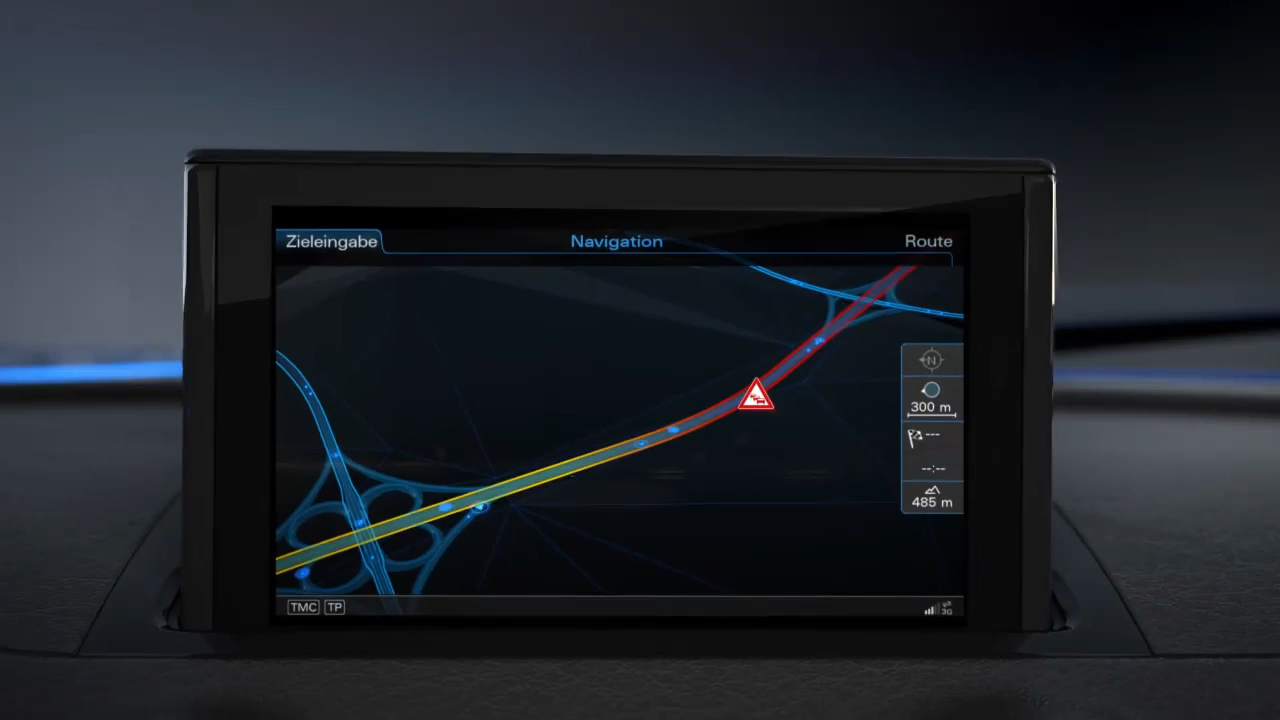 Zieleingabe
Navigation
Route
N
300 m
---
--:--
485 m
TMC TP
3G